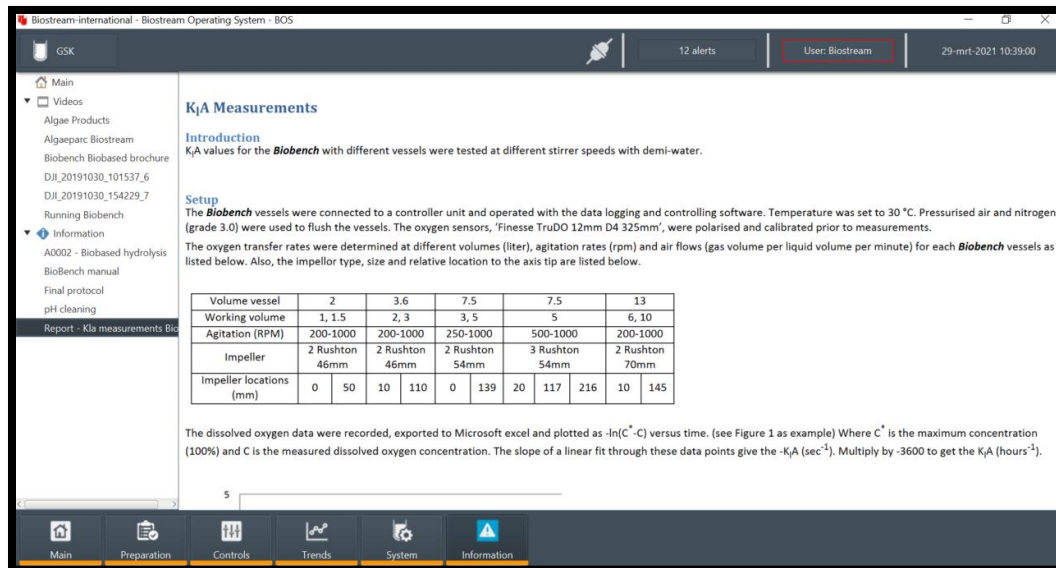 Biostream-international - Biostream Operating System - BOS
GSK
12 alerts
User: Biostream
29-mrt-2021 10:39:00
Main
Videos
Algae Products
Algaeparc Biostream
Biobench Biobased brochure
DJI_20191030_101537_6
DJI_20191030_154229_7
Running Biobench
Information
A0002 - Biobased hydrolysis
BioBench manual
Final protocol
pH cleaning
Report - Kla measurements Bio
KlA Measurements
Introduction
KlA values for the Biobench with different vessels were tested at different stirrer speeds with demi-water.
Setup
The Biobench vessels were connected to a controller unit and operated with the data logging and controlling software. Temperature was set to 30 °C. Pressurised air and nitrogen
(grade 3.0) were used to flush the vessels. The oxygen sensors, 'Finesse TruDO 12mm D4 325mm', were polarised and calibrated prior to measurements.
The oxygen transfer rates were determined at different volumes (liter), agitation rates (rpm) and air flows (gas volume per liquid volume per minute) for each Biobench vessels as
listed below. Also, the impellor type, size and relative location to the axis tip are listed below.
Volume vessel 2 3.6 7.5 7.5 13
Working volume 1, 1.5 2, 3 3, 5 5 6, 10
Agitation (RPM) 200-1000 200-1000 250-1000 500-1000 200-1000
Impeller 2 Rushton 46mm 2 Rushton 46mm 2 Rushton 54mm 3 Rushton 54mm 2 Rushton 70mm
Impeller locations (mm) 0 50 10 110 0 139 20 117 216 10 145
The dissolved oxygen data were recorded, exported to Microsoft excel and plotted as -ln(C*-C) versus time. (see Figure 1 as example) Where C* is the maximum concentration
(100%) and C is the measured dissolved oxygen concentration. The slope of a linear fit through these data points give the -KlA (sec⁻¹). Multiply by -3600 to get the KlA (hours⁻¹).
5
Main
Preparation
Controls
Trends
System
Information